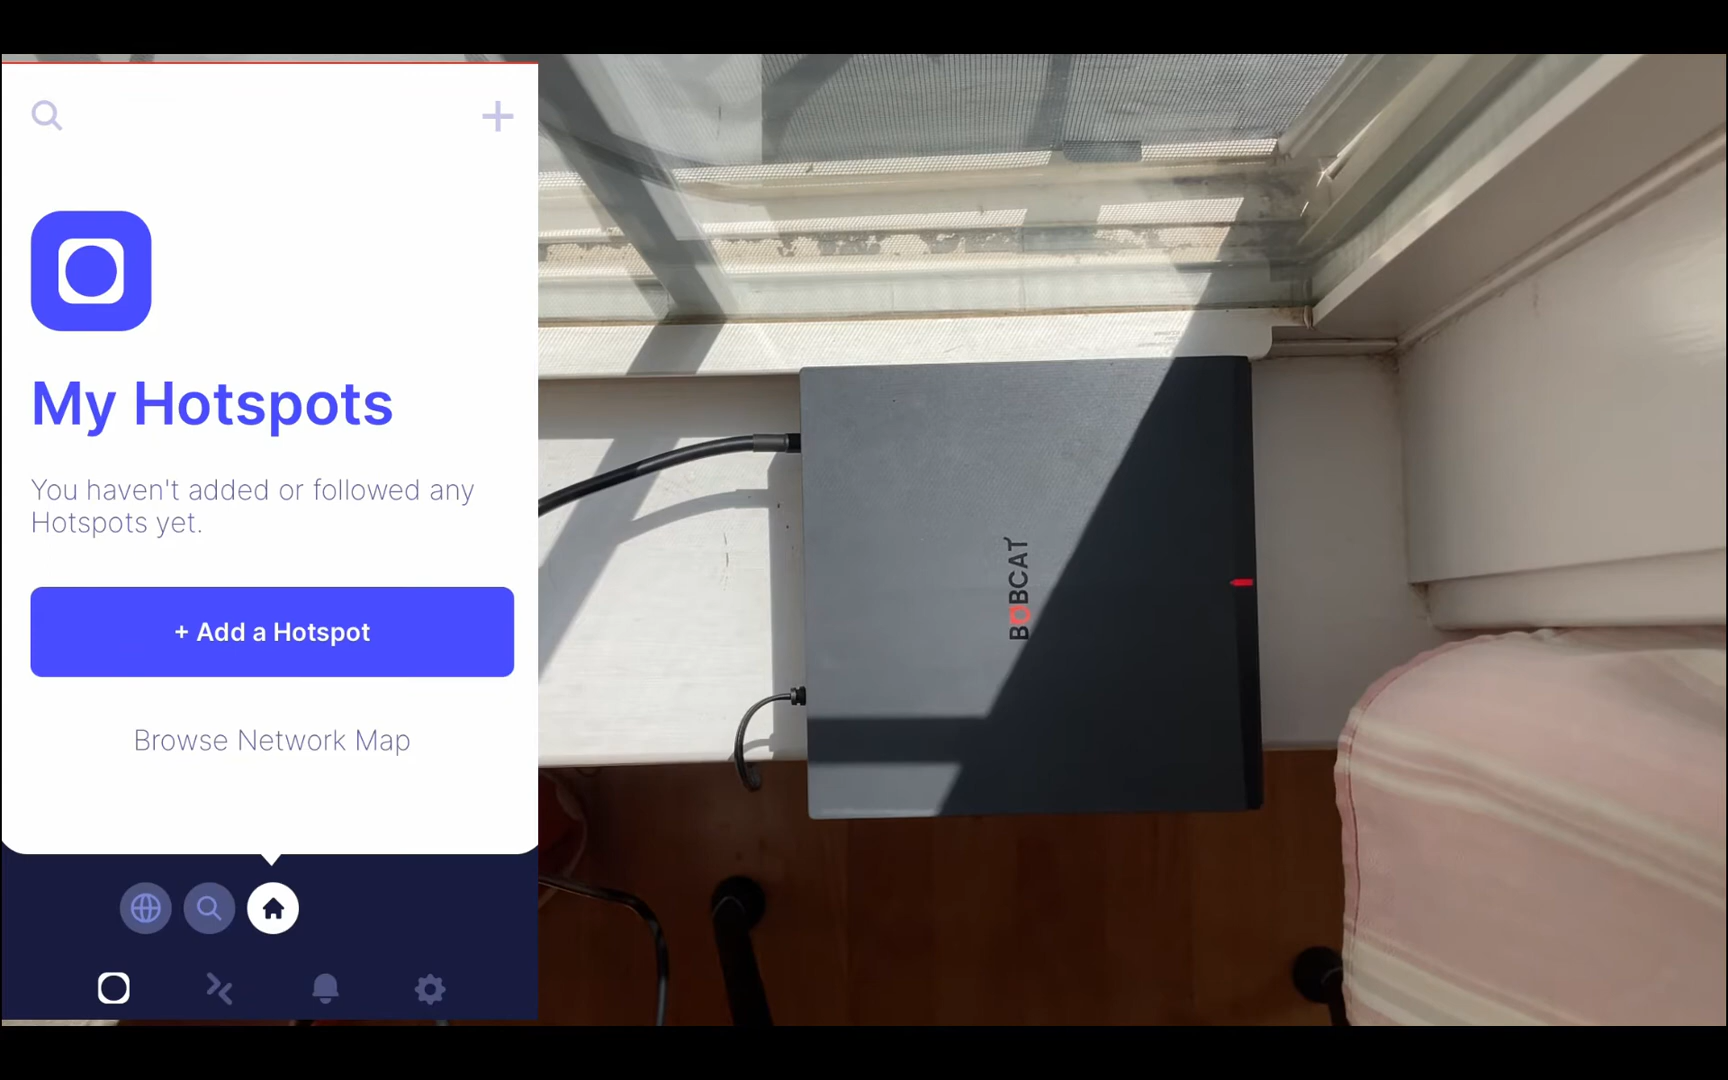 My Hotspots
You haven't added or followed any
Hotspots yet.
+ Add a Hotspot
Browse Network Map
BOBCAT